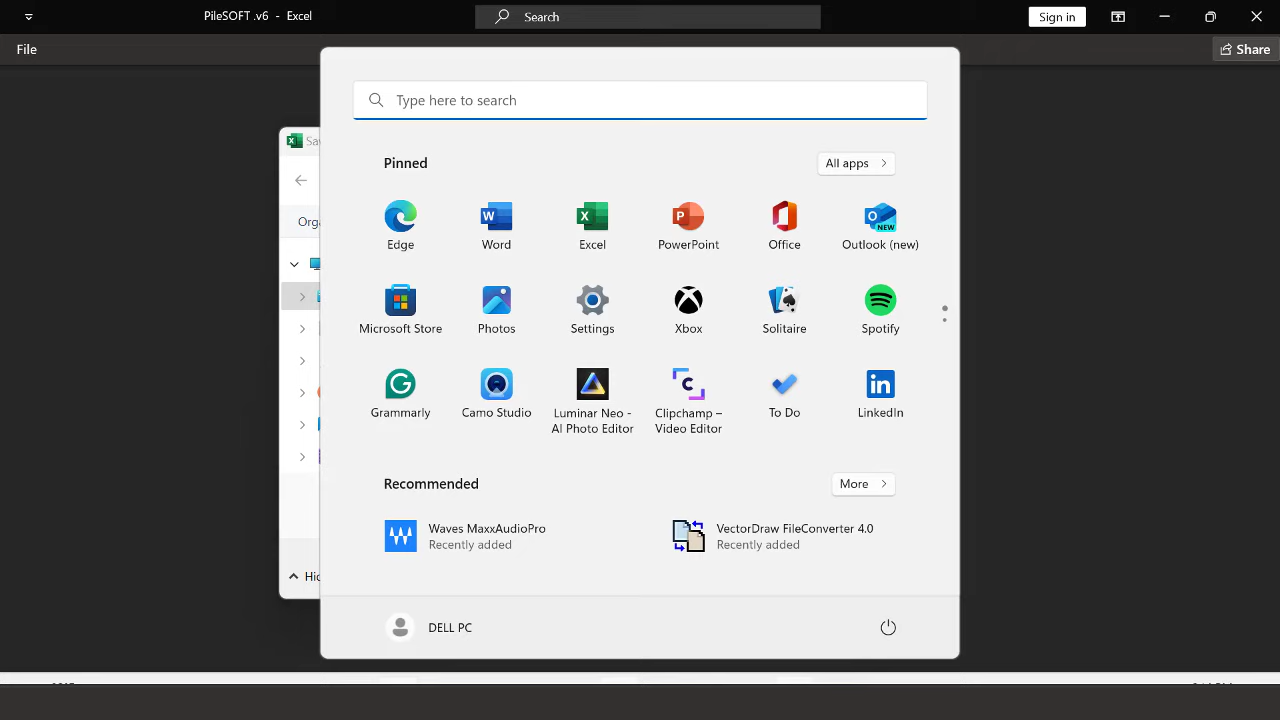 PileSOFT .v6 - Excel
Search
Sign in
File
Share
Type here to search
Pinned
All apps
Edge
Word
Excel
PowerPoint
Office
Outlook (new)
Microsoft Store
Photos
Settings
Xbox
Solitaire
Spotify
Grammarly
Camo Studio
Luminar Neo -
AI Photo Editor
Clipchamp –
Video Editor
To Do
LinkedIn
Recommended
More
Waves MaxxAudioPro
Recently added
VectorDraw FileConverter 4.0
Recently added
DELL PC